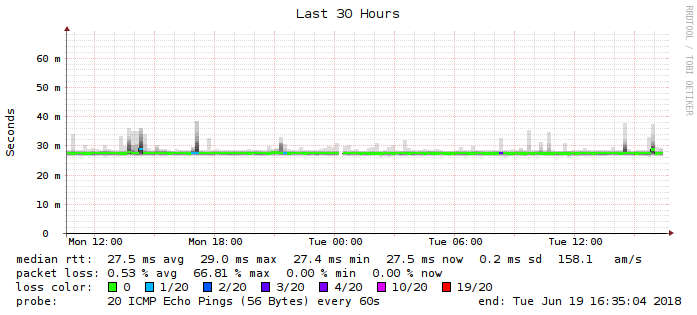 Last 30 Hours
RRDTOOL / TOBI OETIKER
Seconds
60 m
50 m
40 m
30 m
20 m
10 m
0
Mon 12:00 Mon 18:00 Tue 00:00 Tue 06:00 Tue 12:00
median rtt: 27.5 ms avg 29.0 ms max 27.4 ms min 27.5 ms now 0.2 ms sd 158.1 am/s
packet loss: 0.53 % avg 66.81 % max 0.00 % min 0.00 % now
loss color: 0 1/20 2/20 3/20 4/20 10/20 19/20
probe: 20 ICMP Echo Pings (56 Bytes) every 60s end: Tue Jun 19 16:35:04 2018